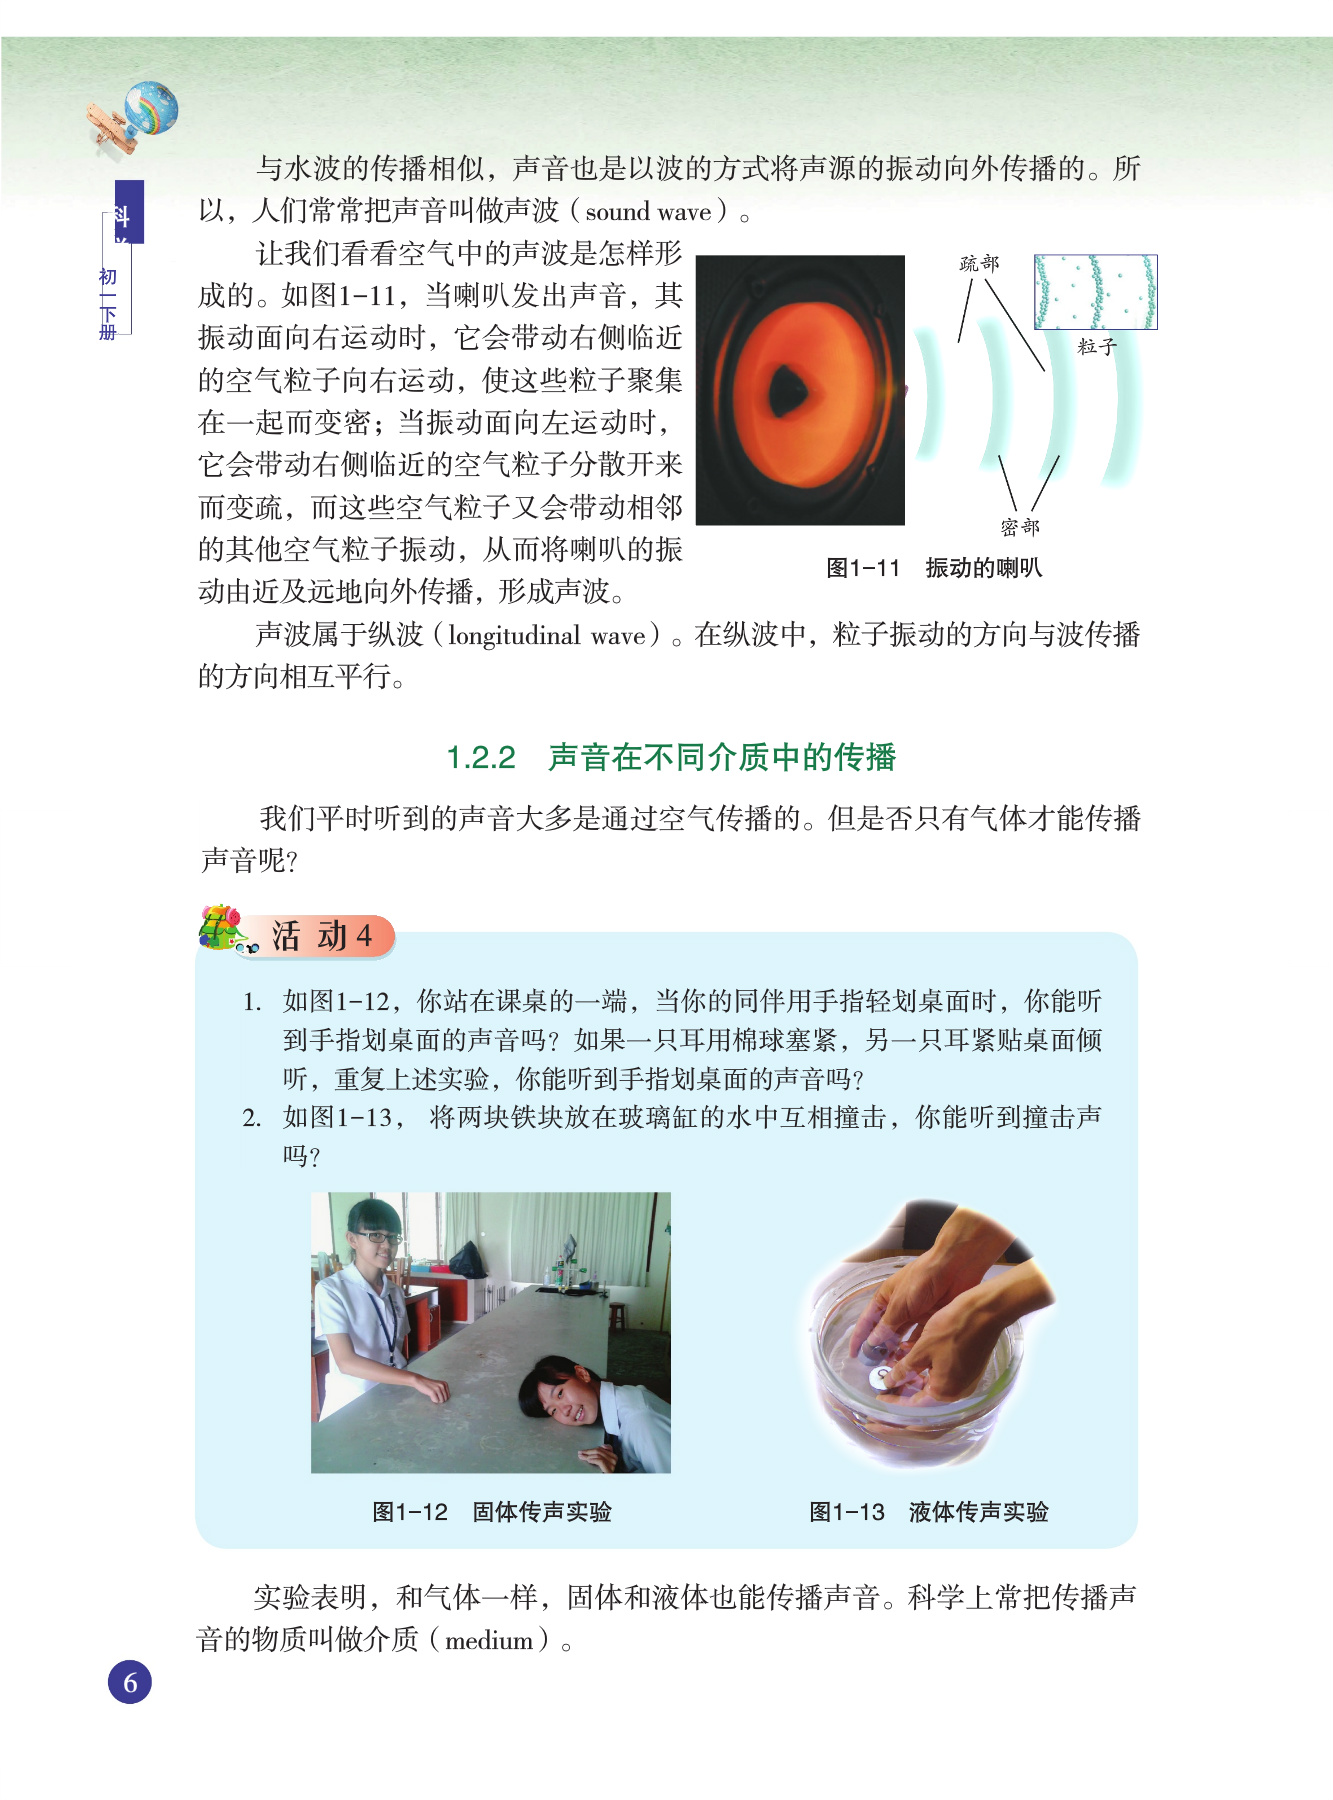 科学
初一下册
与水波的传播相似，声音也是以波的方式将声源的振动向外传播的。所
以，人们常常把声音叫做声波（sound wave）。
让我们看看空气中的声波是怎样形
成的。如图1-11，当喇叭发出声音，其
振动面向右运动时，它会带动右侧临近
的空气粒子向右运动，使这些粒子聚集
在一起而变密；当振动面向左运动时，
它会带动右侧临近的空气粒子分散开来
而变疏，而这些空气粒子又会带动相邻
的其他空气粒子振动，从而将喇叭的振
动由近及远地向外传播，形成声波。
疏部
粒子
密部
图1-11 振动的喇叭
声波属于纵波（longitudinal wave）。在纵波中，粒子振动的方向与波传播
的方向相互平行。
1.2.2 声音在不同介质中的传播
我们平时听到的声音大多是通过空气传播的。但是否只有气体才能传播
声音呢？
活动4
1. 如图1-12，你站在课桌的一端，当你的同伴用手指轻划桌面时，你能听
到手指划桌面的声音吗？如果一只耳用棉球塞紧，另一只耳紧贴桌面倾
听，重复上述实验，你能听到手指划桌面的声音吗？
2. 如图1-13， 将两块铁块放在玻璃缸的水中互相撞击，你能听到撞击声
吗？
图1-12 固体传声实验
图1-13 液体传声实验
实验表明，和气体一样，固体和液体也能传播声音。科学上常把传播声
音的物质叫做介质（medium）。
6